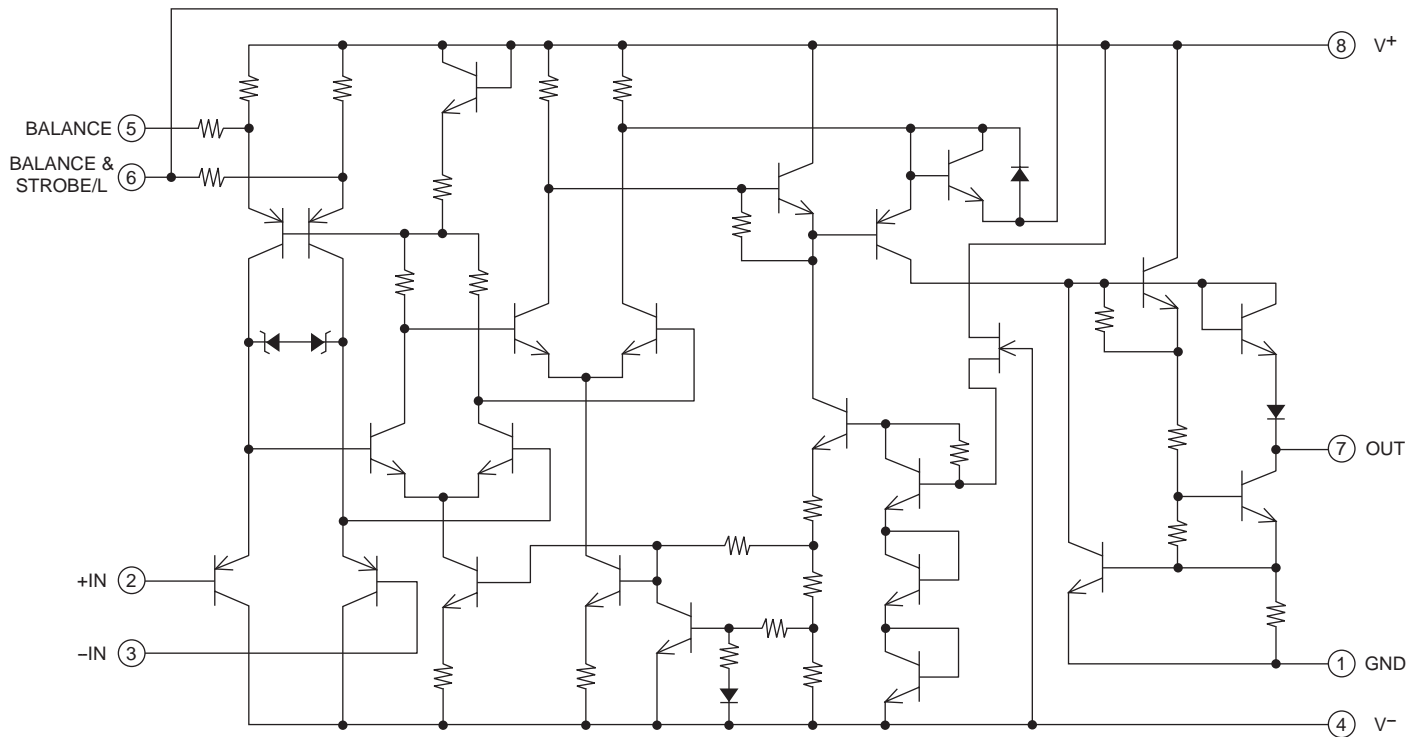 8 V+
BALANCE 5
BALANCE &
STROBE/L 6
7 OUT
+IN 2
−IN 3
1 GND
4 V−